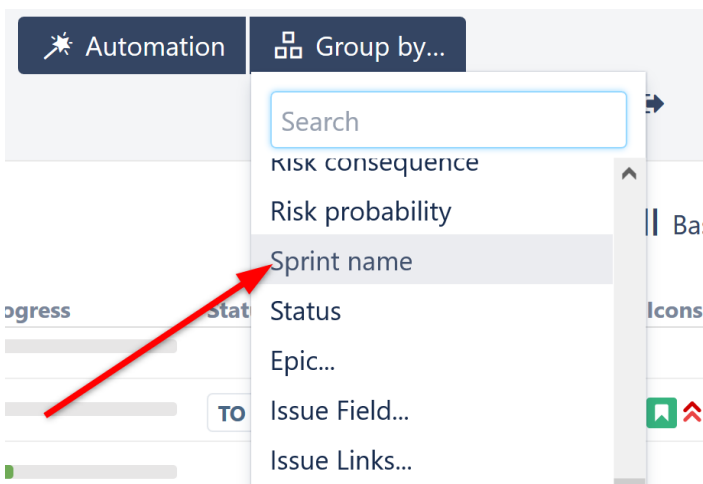 Automation
Group by...
Search
Risk consequence
Risk probability
Sprint name
Status
Epic...
Issue Field...
Issue Links...
Ba
ogress
Stat
Icons
TO